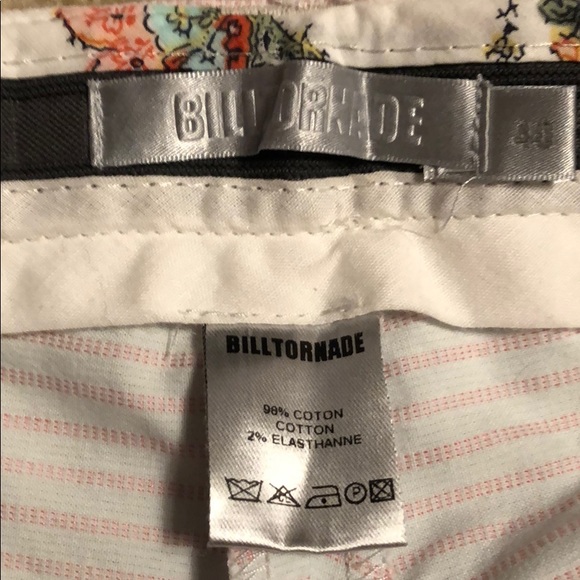 BILLTORNADE
BILLTORNADE
98% COTON
COTTON
2% ELASTHANNE
P